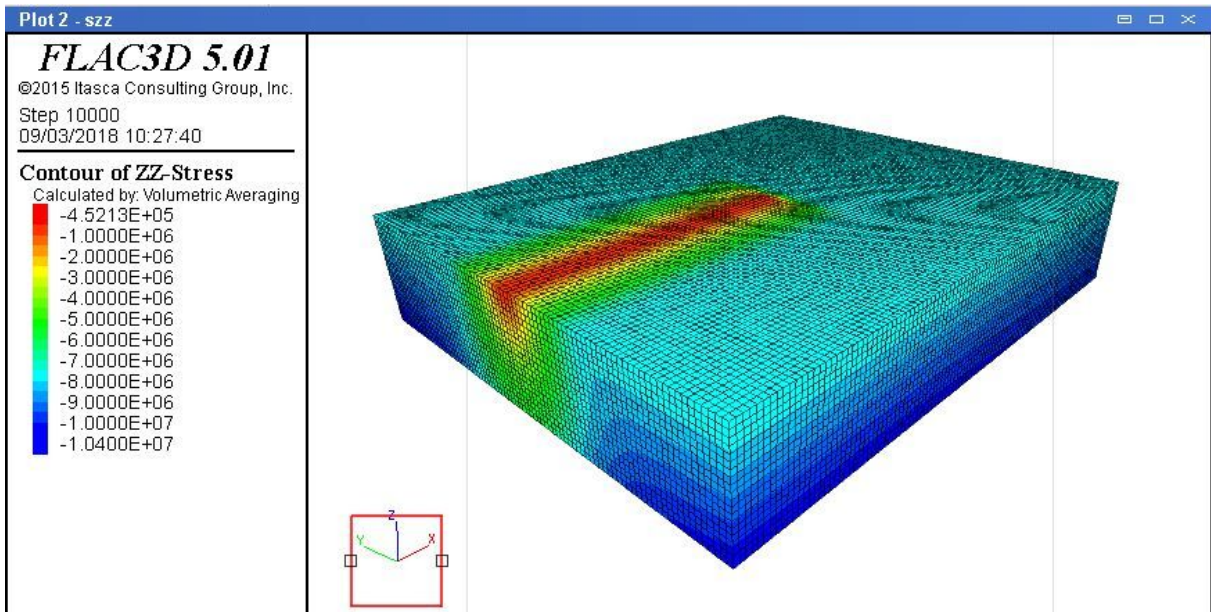 Plot 2 - szz
FLAC3D 5.01
©2015 Itasca Consulting Group, Inc.
Step 10000
09/03/2018 10:27:40
Contour of ZZ-Stress
Calculated by: Volumetric Averaging
-4.5213E+05
-1.0000E+06
-2.0000E+06
-3.0000E+06
-4.0000E+06
-5.0000E+06
-6.0000E+06
-7.0000E+06
-8.0000E+06
-9.0000E+06
-1.0000E+07
-1.0400E+07
Z
Y X